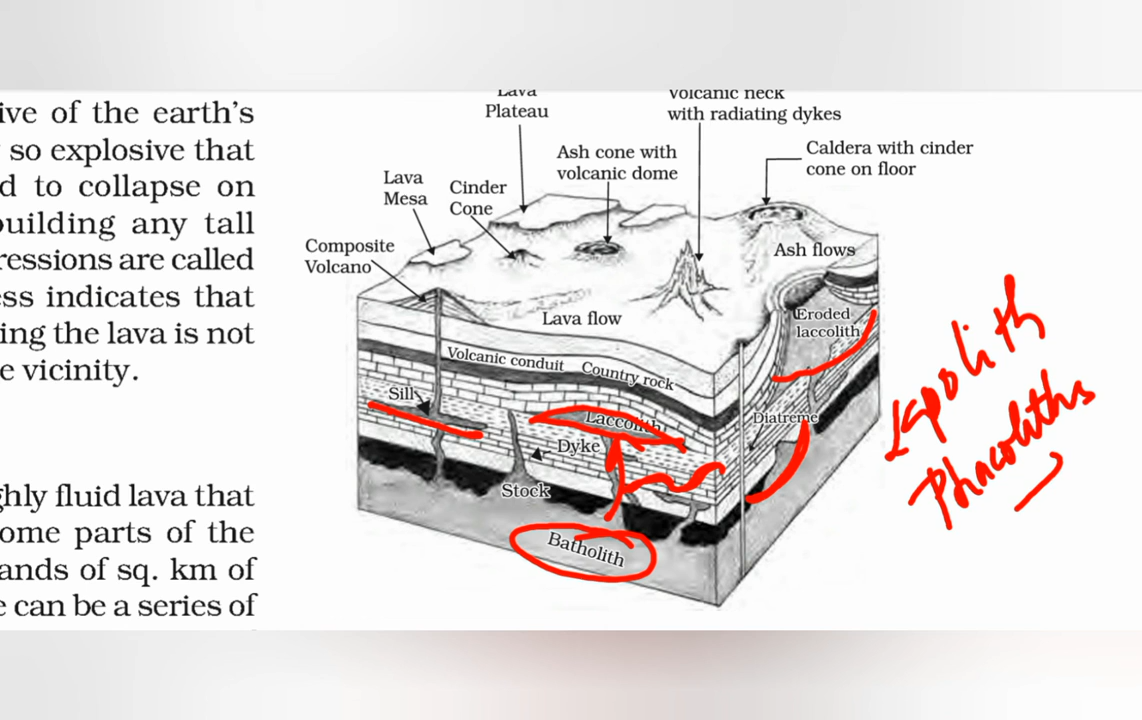 ive of the earth's
so explosive that
d to collapse on
building any tall
ressions are called
ess indicates that
ing the lava is not
e vicinity.
ghly fluid lava that
ome parts of the
ands of sq. km of
e can be a series of
Lava
Plateau
Volcanic neck
with radiating dykes
Ash cone with
volcanic dome
Caldera with cinder
cone on floor
Lava
Mesa
Cinder
Cone
Composite
Volcano
Ash flows
Lava flow
Eroded
laccolith
Volcanic conduit
Country rock
Sill
Laccolith
Diatreme
Dyke
Stock
Batholith
Lapolith
Phacoliths